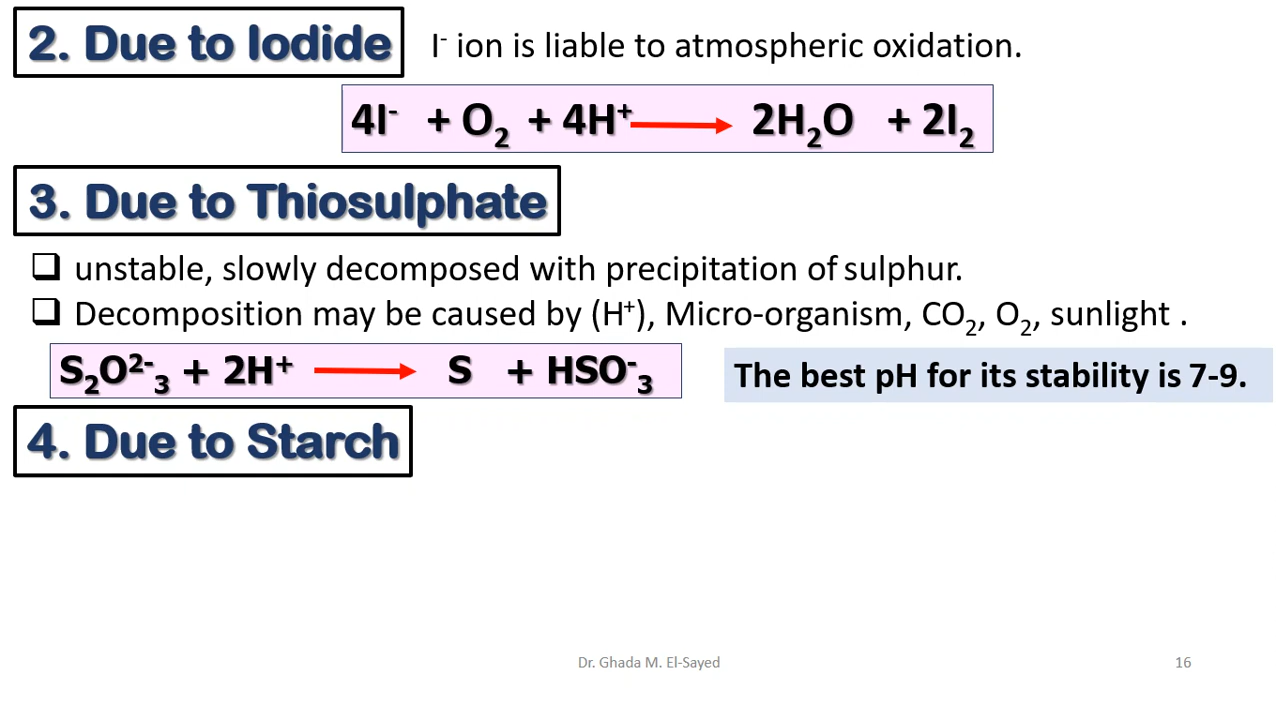 2. Due to Iodide I⁻ ion is liable to atmospheric oxidation.
4I⁻ + O₂ + 4H⁺ ⟶ 2H₂O + 2I₂
3. Due to Thiosulphate
❑ unstable, slowly decomposed with precipitation of sulphur.
❑ Decomposition may be caused by (H⁺), Micro-organism, CO₂, O₂, sunlight .
S₂O²⁻₃ + 2H⁺ ⟶ S + HSO⁻₃ The best pH for its stability is 7-9.
4. Due to Starch
Dr. Ghada M. El-Sayed 16